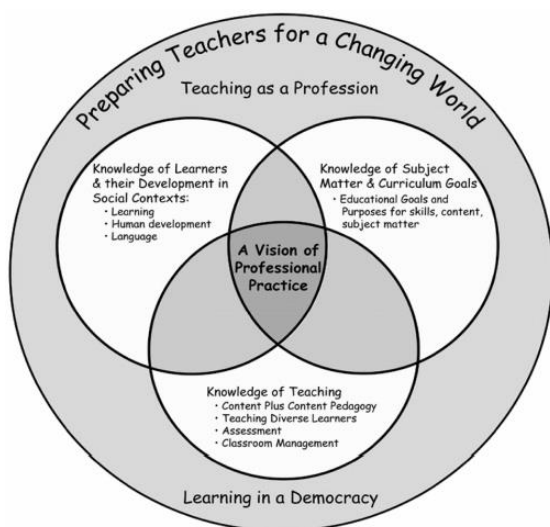 Preparing Teachers for a Changing World
Teaching as a Profession
Knowledge of Learners
& their Development in
Social Contexts:
• Learning
• Human development
• Language
Knowledge of Subject
Matter & Curriculum Goals
• Educational Goals and
Purposes for skills, content,
subject matter
A Vision of
Professional
Practice
Knowledge of Teaching
• Content Plus Content Pedagogy
• Teaching Diverse Learners
• Assessment
• Classroom Management
Learning in a Democracy